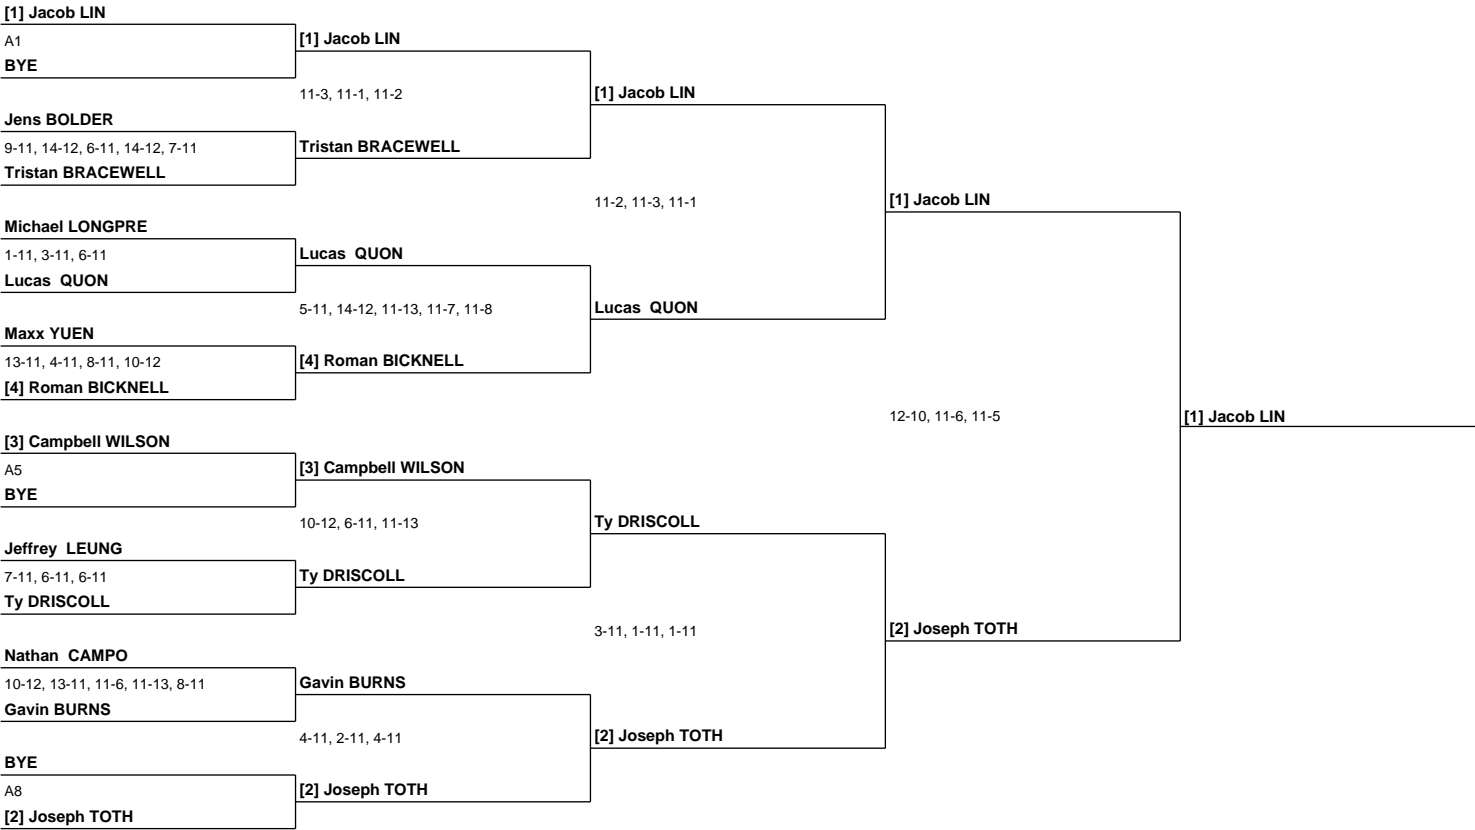 [1] Jacob LIN
A1
BYE
Jens BOLDER
9-11, 14-12, 6-11, 14-12, 7-11
Tristan BRACEWELL
Michael LONGPRE
1-11, 3-11, 6-11
Lucas  QUON
Maxx YUEN
13-11, 4-11, 8-11, 10-12
[4] Roman BICKNELL
[3] Campbell WILSON
A5
BYE
Jeffrey  LEUNG
7-11, 6-11, 6-11
Ty DRISCOLL
Nathan  CAMPO
10-12, 13-11, 11-6, 11-13, 8-11
Gavin BURNS
BYE
A8
[2] Joseph TOTH
[1] Jacob LIN
11-3, 11-1, 11-2
Tristan BRACEWELL
Lucas  QUON
5-11, 14-12, 11-13, 11-7, 11-8
[4] Roman BICKNELL
[3] Campbell WILSON
10-12, 6-11, 11-13
Ty DRISCOLL
Gavin BURNS
4-11, 2-11, 4-11
[2] Joseph TOTH
[1] Jacob LIN
11-2, 11-3, 11-1
Lucas  QUON
Ty DRISCOLL
3-11, 1-11, 1-11
[2] Joseph TOTH
[1] Jacob LIN
12-10, 11-6, 11-5
[2] Joseph TOTH
[1] Jacob LIN